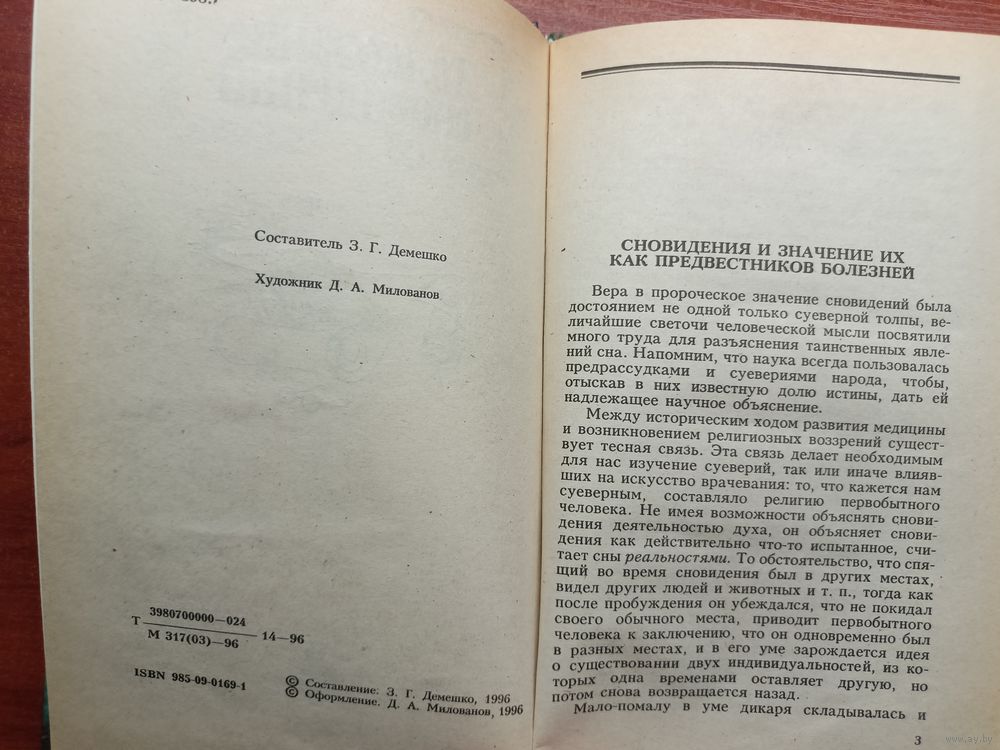 Составитель З. Г. Демешко
Художник Д. А. Милованов
3980700000—024
Т 14—96
М 317(03)—96
ISBN 985-09-0169-1
© Составление. З. Г. Демешко, 1996
© Оформление. Д. А. Милованов, 1996
СНОВИДЕНИЯ И ЗНАЧЕНИЕ ИХ
КАК ПРЕДВЕСТНИКОВ БОЛЕЗНЕЙ
Вера в пророческое значение сновидений была
достоянием не одной только суеверной толпы, ве-
личайшие светочи человеческой мысли посвятили
немного труда для разъяснения таинственных явле-
ний сна. Напомним, что наука всегда пользовалась
предрассудками и суевериями народа, чтобы,
отыскав в них известную долю истины, дать ей
надлежащее научное объяснение.
Между историческим ходом развития медицины
и возникновением религиозных воззрений сущест-
вует тесная связь. Эта связь делает необходимым
для нас изучение суеверий, так или иначе влияв-
ших на искусство врачевания: то, что кажется нам
суеверным, составляло религию первобытного
человека. Не имея возможности объяснять снови-
дения деятельностью духа, он объясняет снови-
дения как действительно что-то испытанное, счи-
тает сны реальностями. То обстоятельство, что спя-
щий во время сновидения был в других местах,
видел других людей и животных и т. п., тогда как
после пробуждения он убеждался, что не покидал
своего обычного места, приводит первобытного
человека к заключению, что он одновременно был
в разных местах, и в его уме зарождается идея
о существовании двух индивидуальностей, из ко-
торых одна временами оставляет другую, но
потом снова возвращается назад.
Мало-помалу в уме дикаря складывалась и
3
www.ay.by